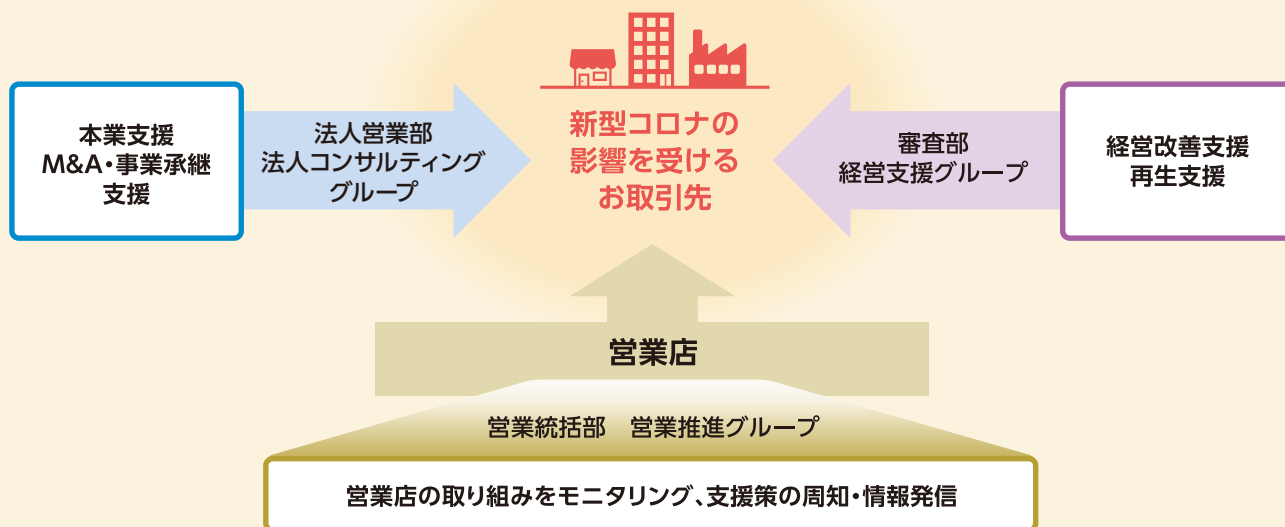 本業支援
M&A・事業承継
支援
法人営業部
法人コンサルティング
グループ
新型コロナの
影響を受ける
お取引先
審査部
経営支援グループ
経営改善支援
再生支援
営業店
営業統括部　営業推進グループ
営業店の取り組みをモニタリング、支援策の周知・情報発信